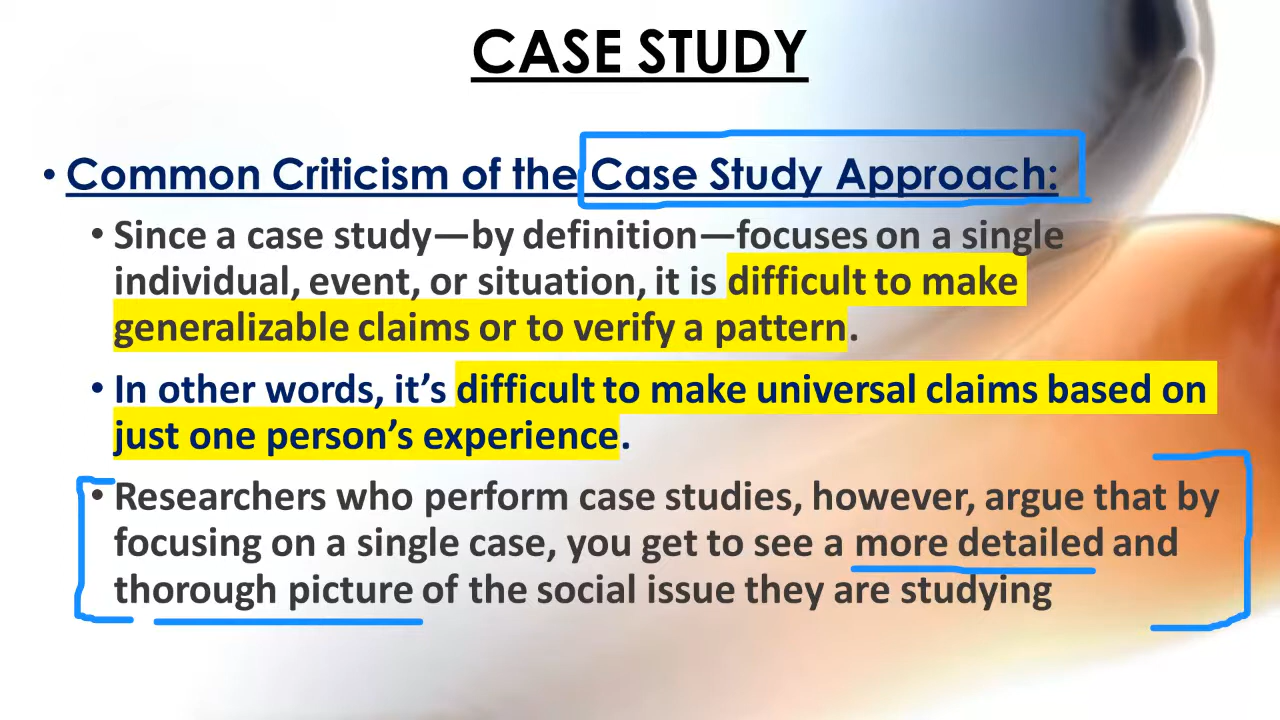 CASE STUDY
• Common Criticism of the Case Study Approach:
• Since a case study—by definition—focuses on a single
individual, event, or situation, it is difficult to make
generalizable claims or to verify a pattern.
• In other words, it’s difficult to make universal claims based on
just one person’s experience.
• Researchers who perform case studies, however, argue that by
focusing on a single case, you get to see a more detailed and
thorough picture of the social issue they are studying